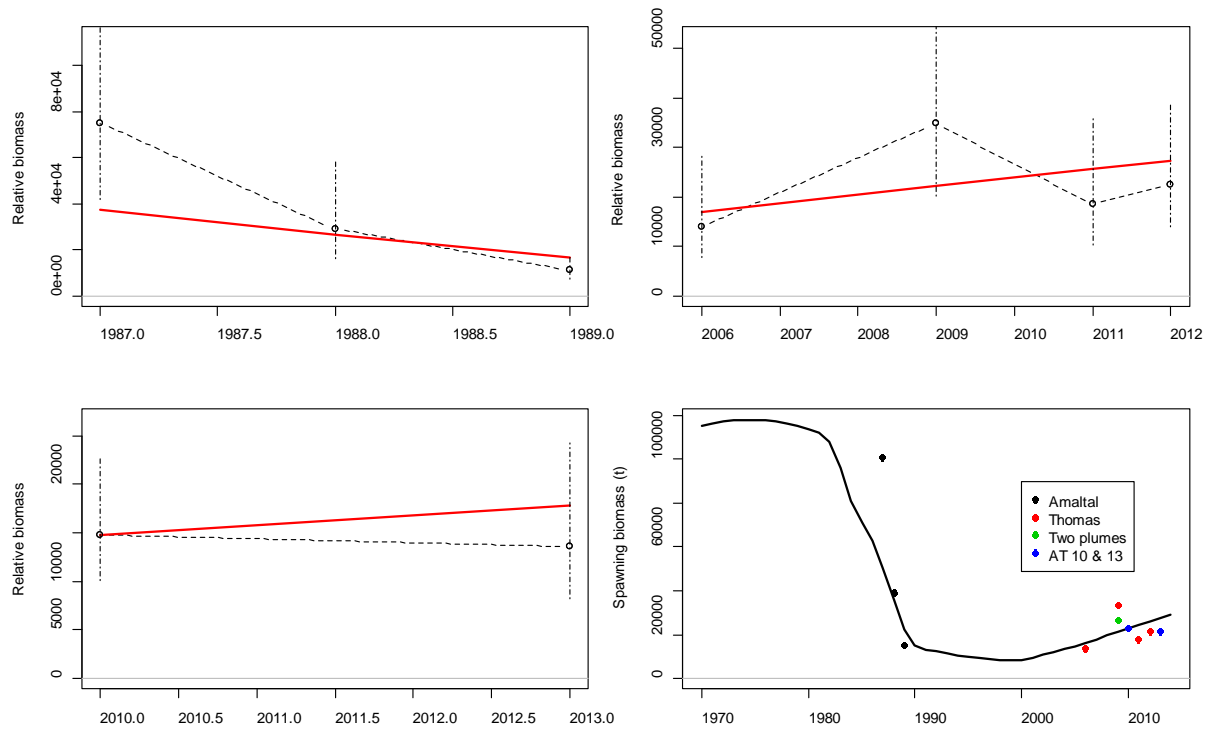 Relative biomass
0e+00 4e+04 8e+04
1987.0 1987.5 1988.0 1988.5 1989.0
Relative biomass
0 10000 30000 50000
2006 2007 2008 2009 2010 2011 2012
Relative biomass
0 5000 10000 20000
2010.0 2010.5 2011.0 2011.5 2012.0 2012.5 2013.0
Spawning biomass (t)
0 20000 60000 100000
Amaltal
Thomas
Two plumes
AT 10 & 13
1970 1980 1990 2000 2010